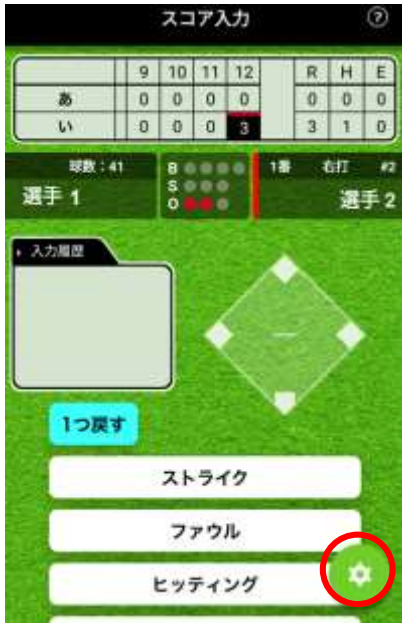 スコア入力 ?
9 10 11 12 R H E
あ 0 0 0 0 0 0 0
い 0 0 0 3 3 1 0
球数：41 B 1番 右打 #2
選手 1 S 選手 2
O
入力履歴
1つ戻す
ストライク
ファウル
ヒッティング